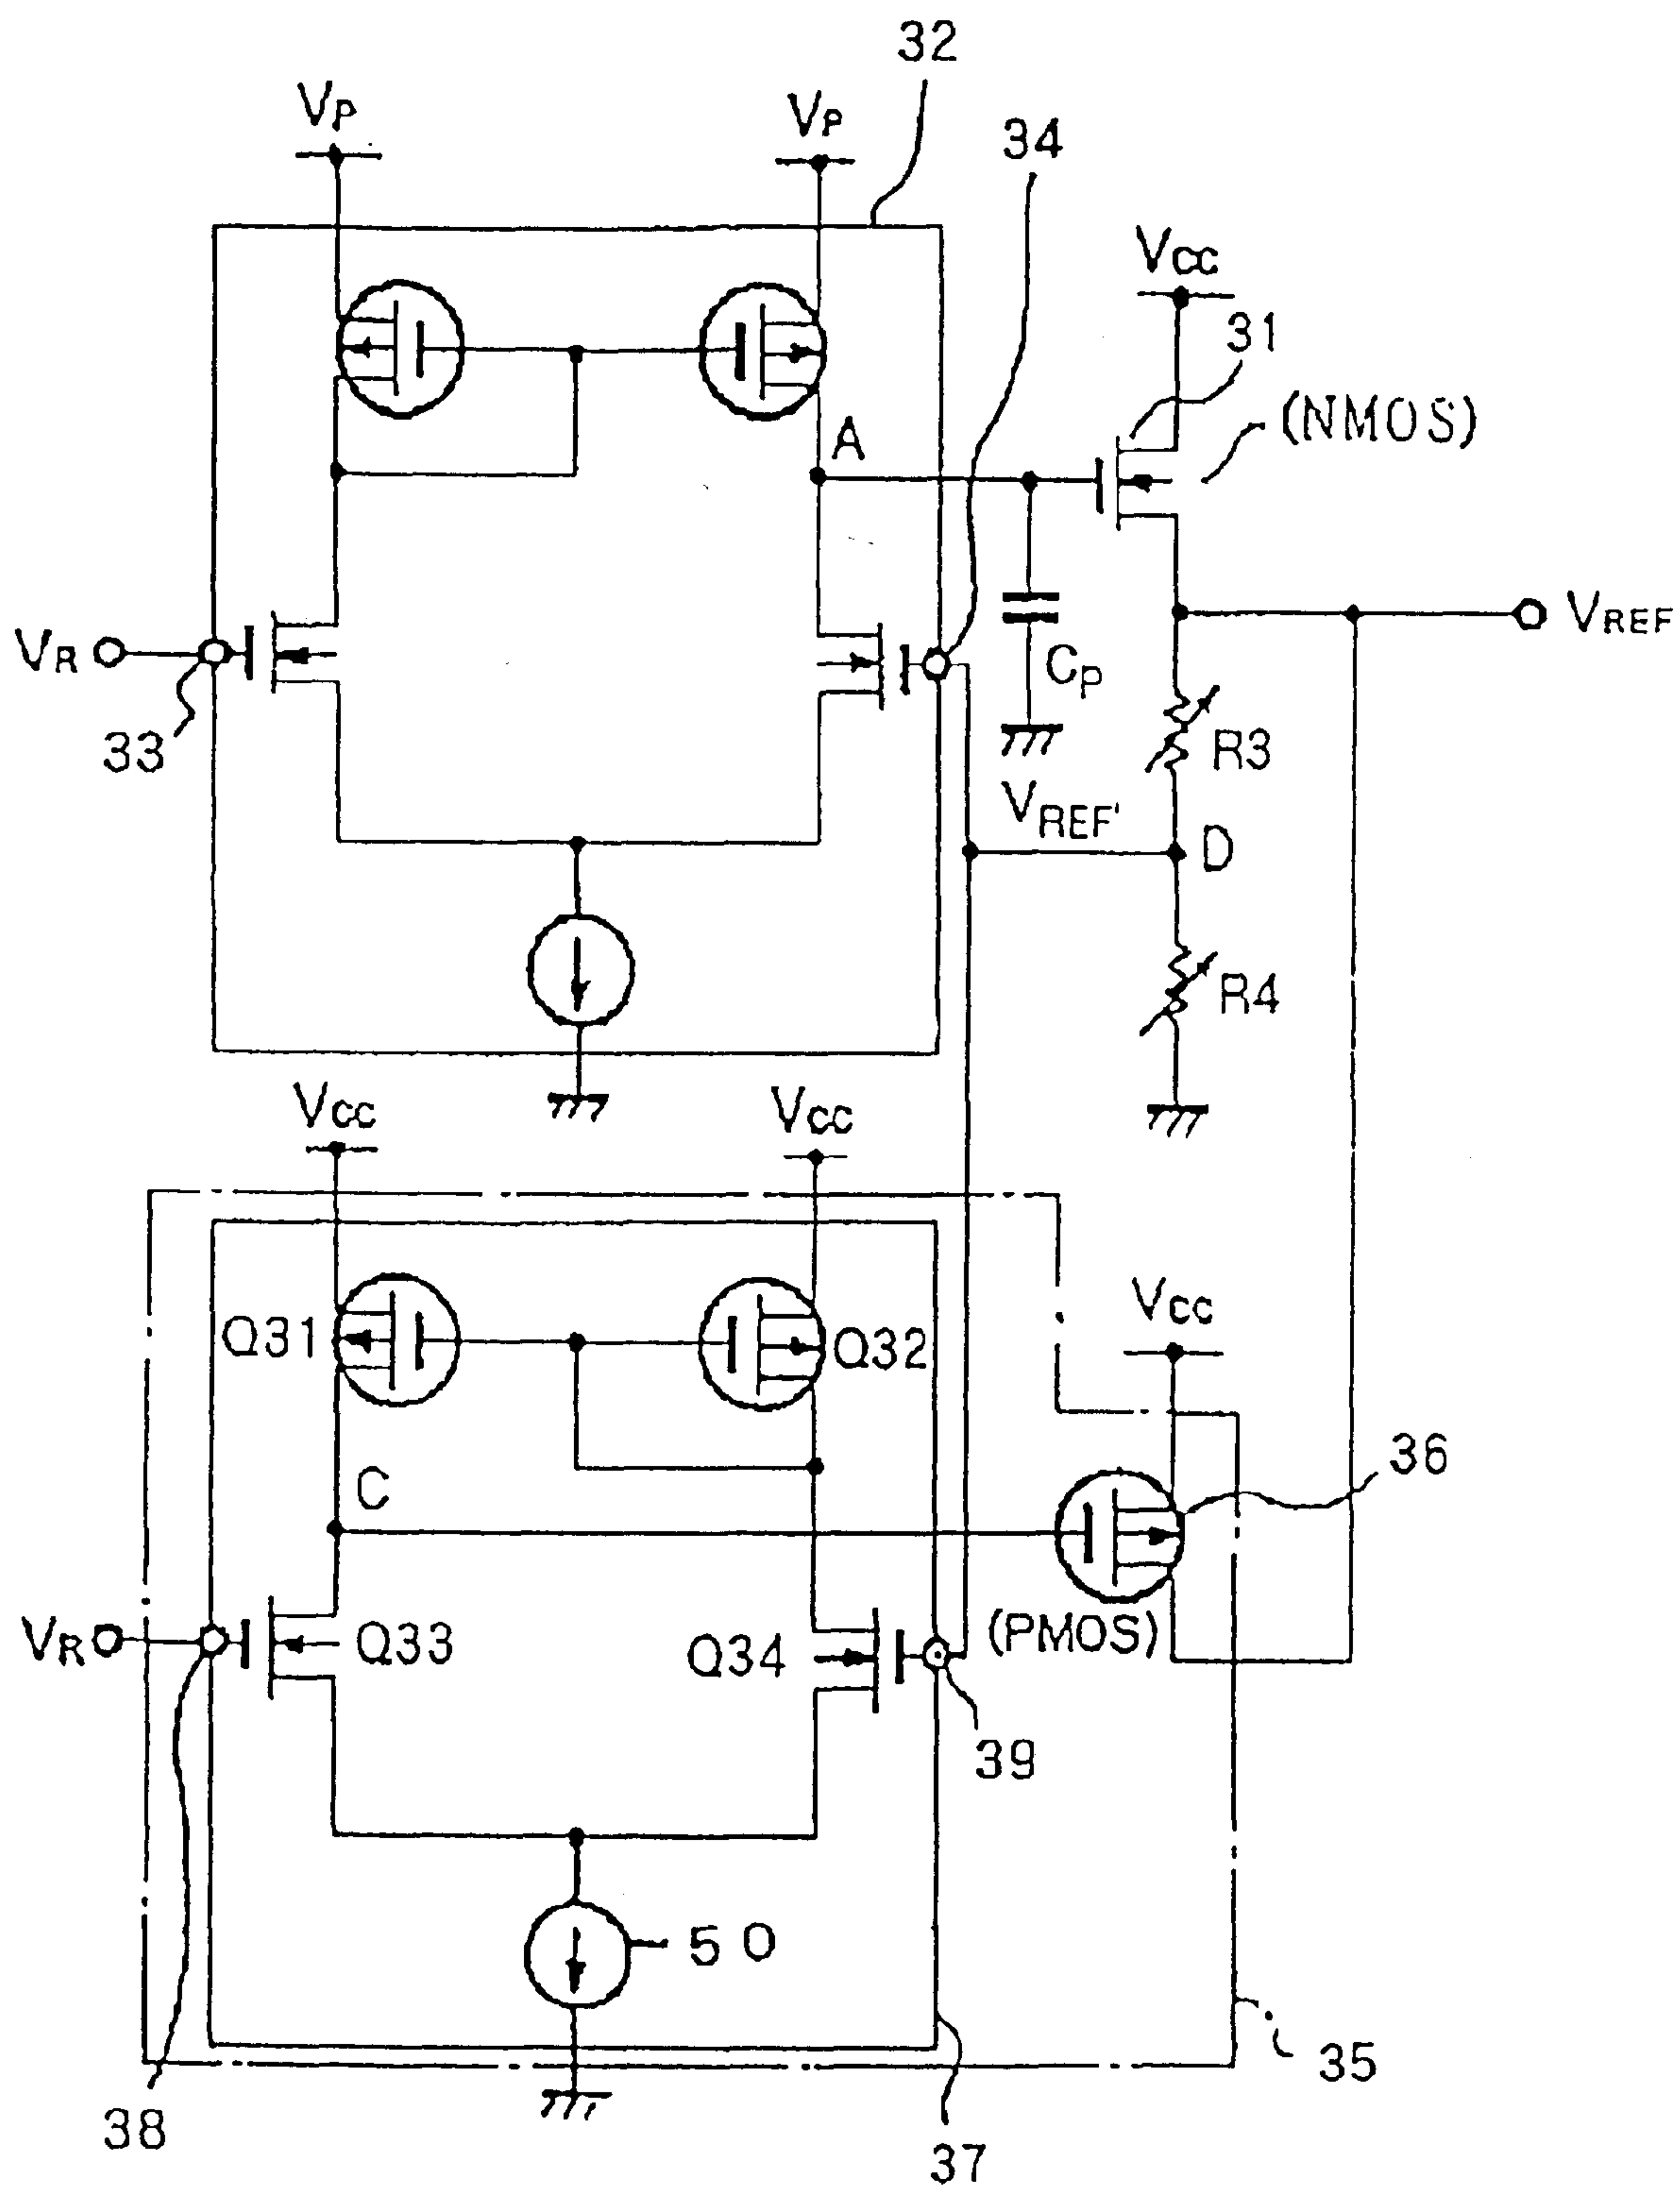 32
VP
VP
34
VCC
31
(NMOS)
A
VR
33
CP
VREF
R3
VREF'
D
R4
VCC
VCC
VCC
Q31
Q32
36
C
(PMOS)
VR
Q33
Q34
39
50
35
38
37